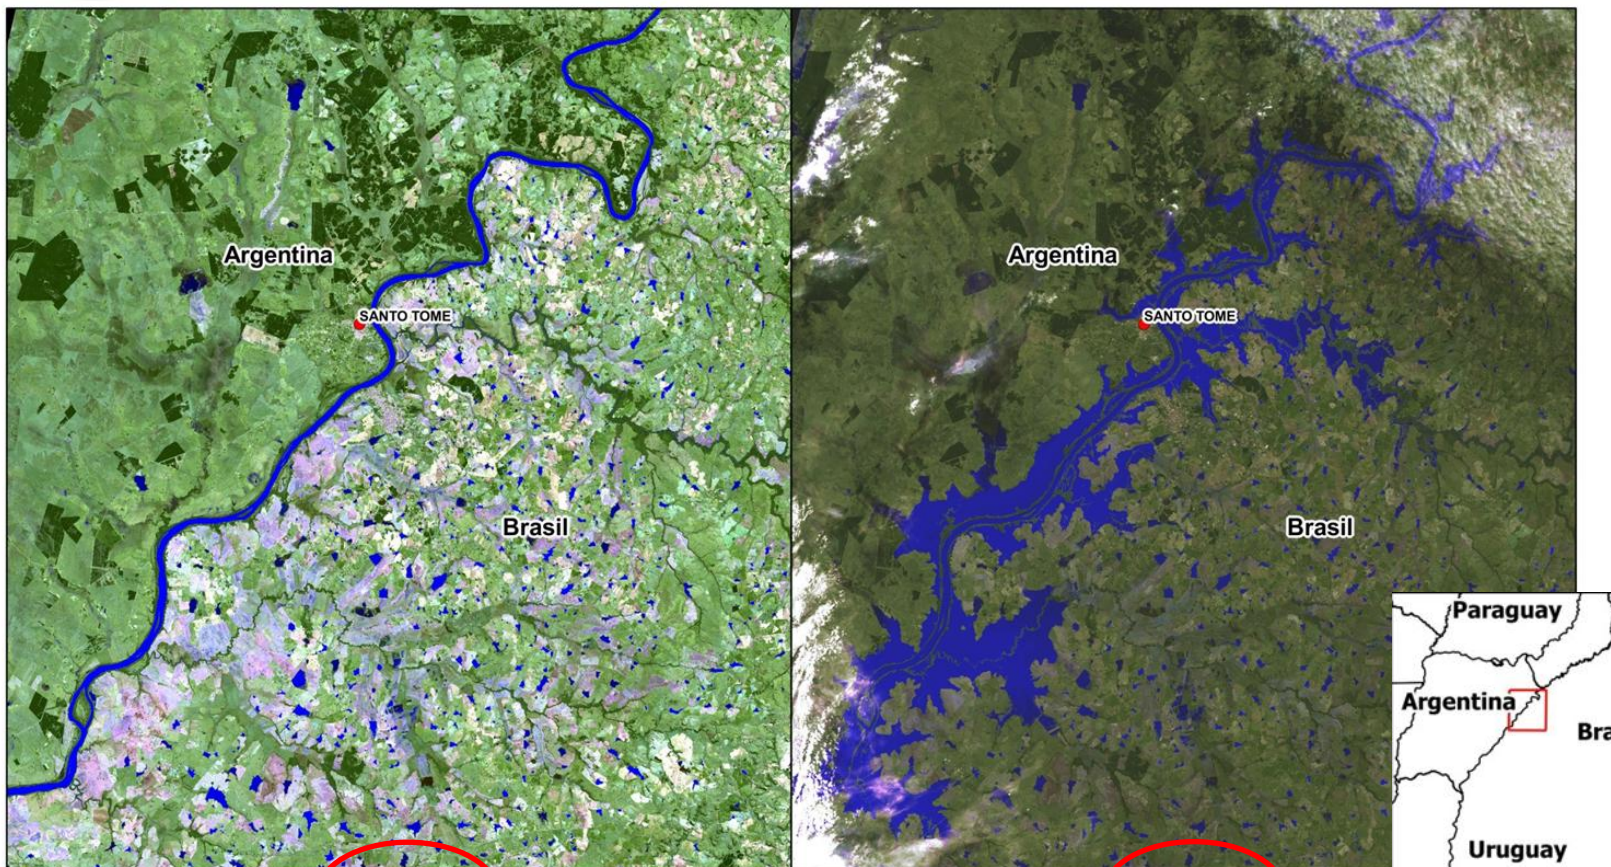 Argentina
SANTO TOME
Brasil
Argentina
SANTO TOME
Brasil
Paraguay
Argentina
Bra
Uruguay